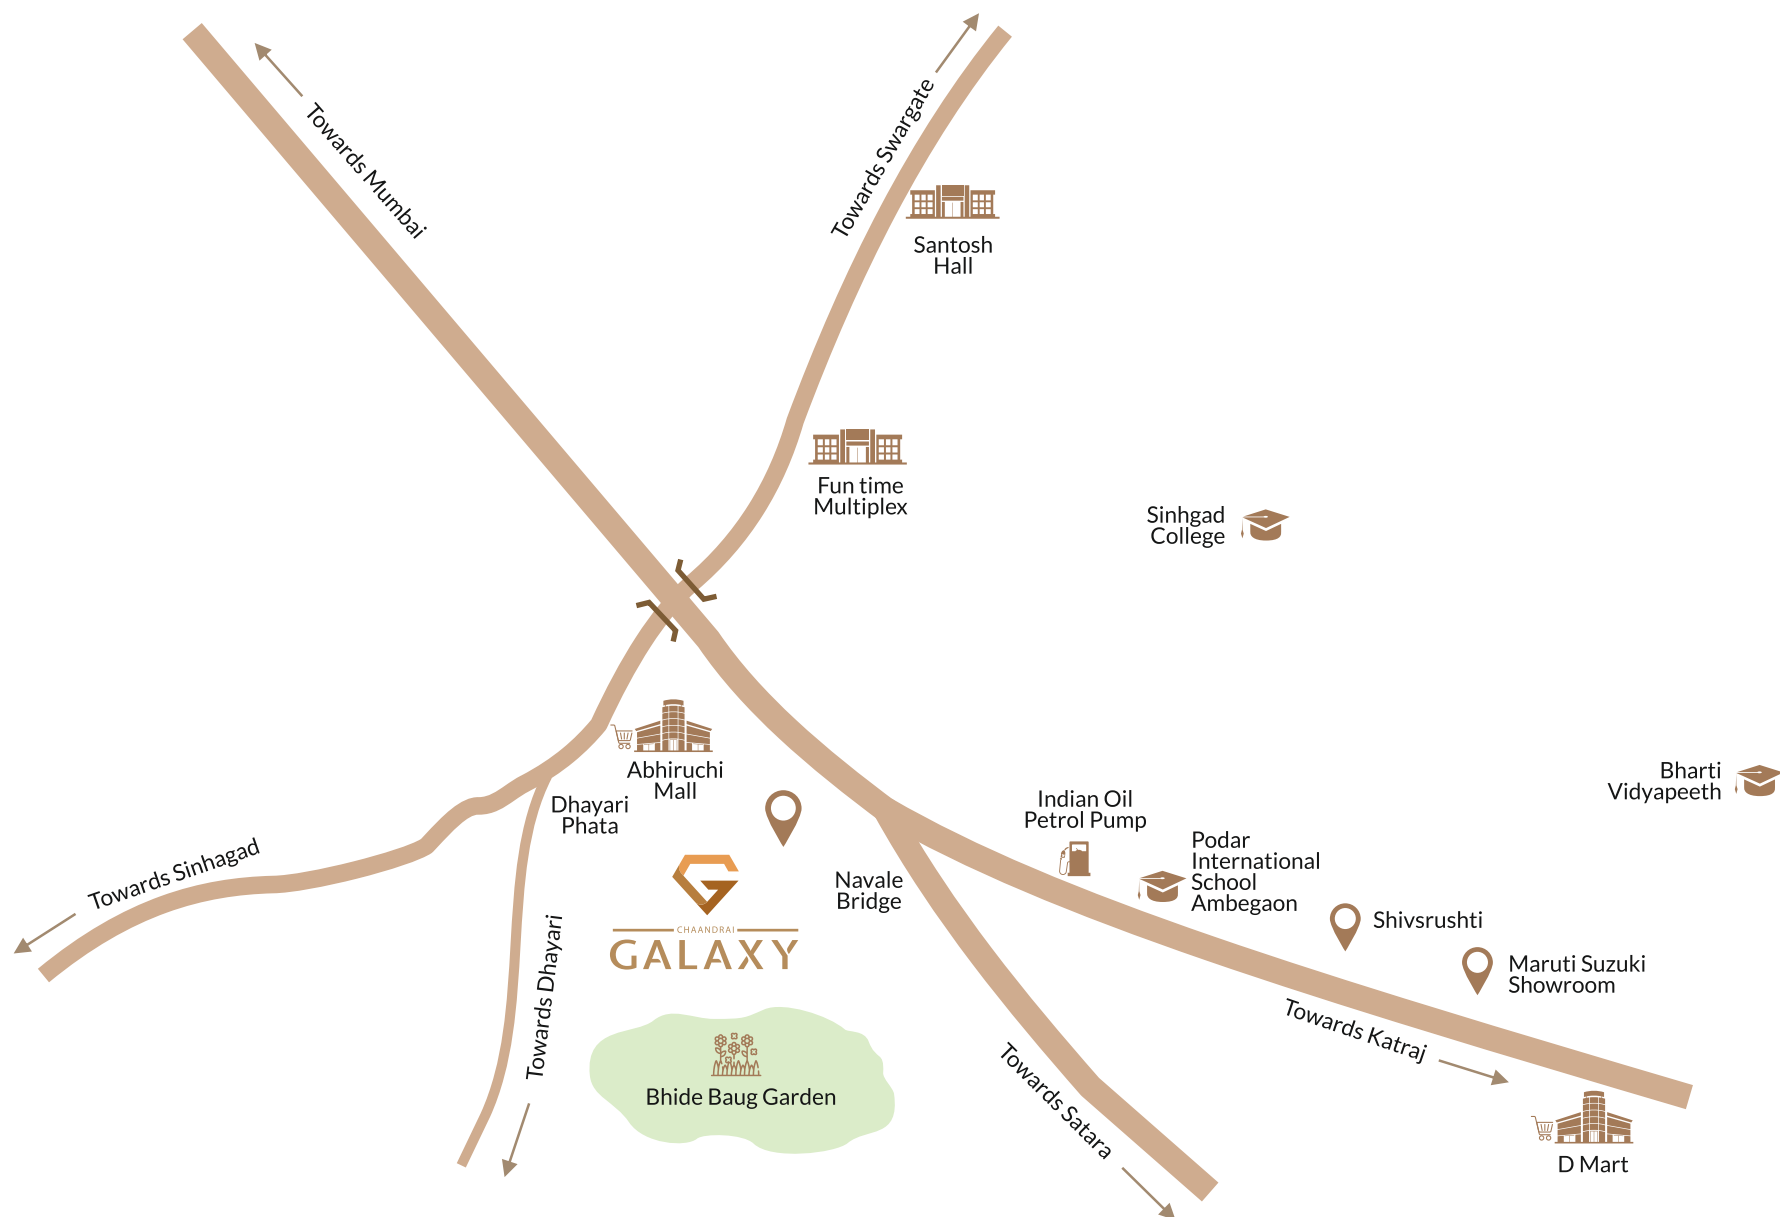 Towards Mumbai
Towards Swargate
Santosh
Hall
Fun time
Multiplex
Sinhgad
College
Abhiruchi
Mall
Dhayari
Phata
Bharti
Vidyapeeth
Indian Oil
Petrol Pump
Podar
International
School
Ambegaon
Navale
Bridge
Towards Sinhagad
CHAANDRAI
GALAXY
Shivsrushti
Maruti Suzuki
Showroom
Towards Dhayari
Towards Katraj
Bhide Baug Garden
Towards Satara
D Mart